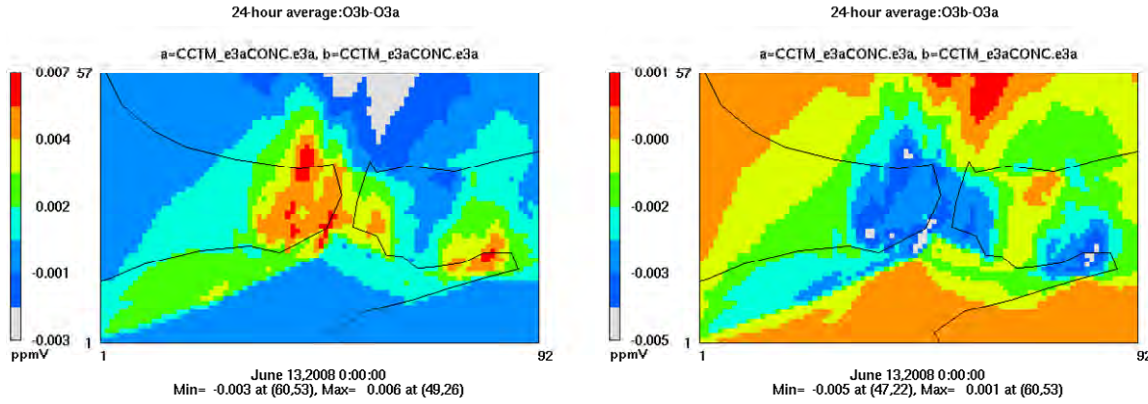 24-hour average:O3b-O3a
a=CCTM_e3aCONC.e3a, b=CCTM_e3aCONC.e3a
0.007
57
0.004
0.002
-0.001
-0.003
1
ppmV
1
92
June 13,2008 0:00:00
Min= -0.003 at (60,53), Max= 0.006 at (49,26)
24-hour average:O3b-O3a
a=CCTM_e3aCONC.e3a, b=CCTM_e3aCONC.e3a
0.001
57
-0.000
-0.002
-0.003
-0.005
1
ppmV
1
92
June 13,2008 0:00:00
Min= -0.005 at (47,22), Max= 0.001 at (60,53)